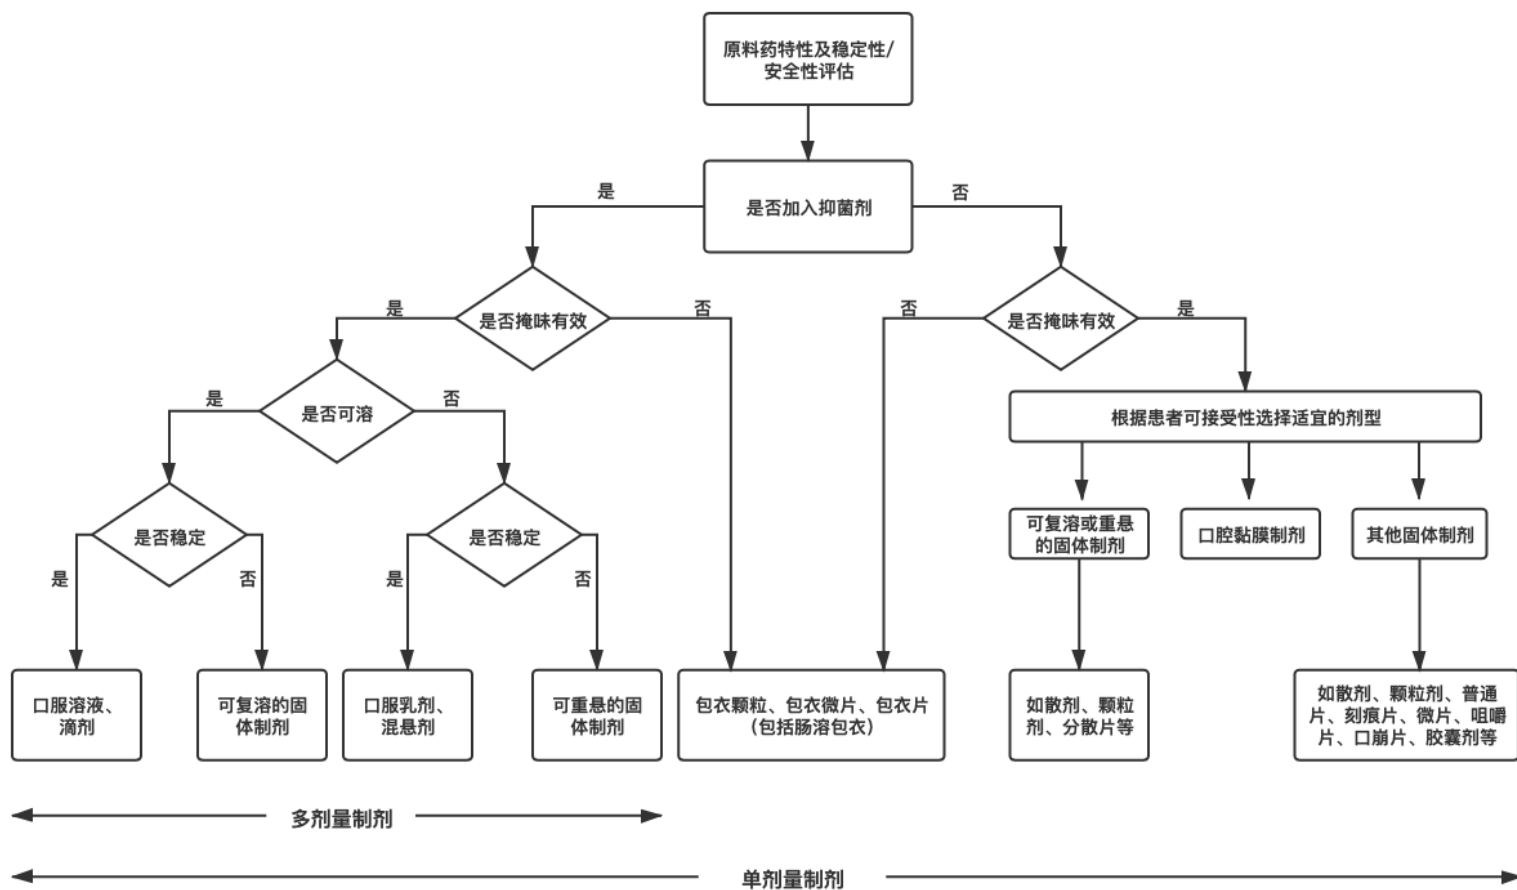 原料药特性及稳定性/
安全性评估
是
是否加入抑菌剂
否
是
是否掩味有效
否
否
是否掩味有效
是
是
是否可溶
否
根据患者可接受性选择适宜的剂型
是否稳定
是否稳定
可复溶或重悬
的固体制剂
口腔黏膜制剂
其他固体制剂
是
否
是
否
口服溶液、
滴剂
可复溶的固
体制剂
口服乳剂、
混悬剂
可重悬的固
体制剂
包衣颗粒、包衣微片、包衣片
（包括肠溶包衣）
如散剂、颗粒
剂、分散片等
如散剂、颗粒剂、普通
片、刻痕片、微片、咀嚼
片、口崩片、胶囊剂等
多剂量制剂
单剂量制剂